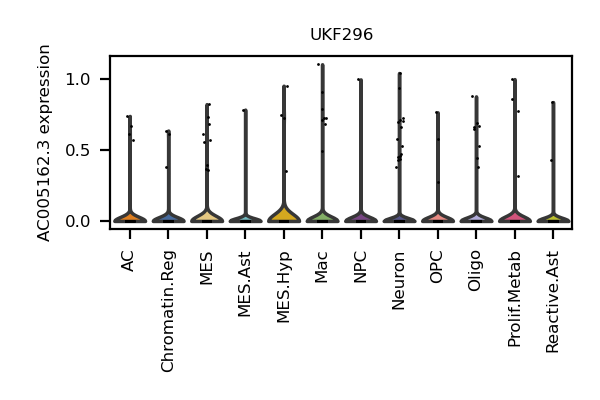 UKF296
AC005162.3 expression
1.0
0.5
0.0
AC
Chromatin.Reg
MES
MES.Ast
MES.Hyp
Mac
NPC
Neuron
OPC
Oligo
Prolif.Metab
Reactive.Ast